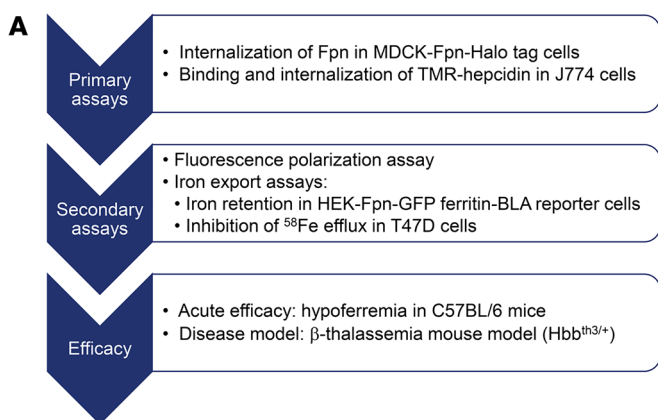 A
Primary
assays
• Internalization of Fpn in MDCK-Fpn-Halo tag cells
• Binding and internalization of TMR-hepcidin in J774 cells
Secondary
assays
• Fluorescence polarization assay
• Iron export assays:
• Iron retention in HEK-Fpn-GFP ferritin-BLA reporter cells
• Inhibition of ⁵⁸Fe efflux in T47D cells
Efficacy
• Acute efficacy: hypoferremia in C57BL/6 mice
• Disease model: β-thalassemia mouse model (Hbbᵗʰ³ᐟ⁺)